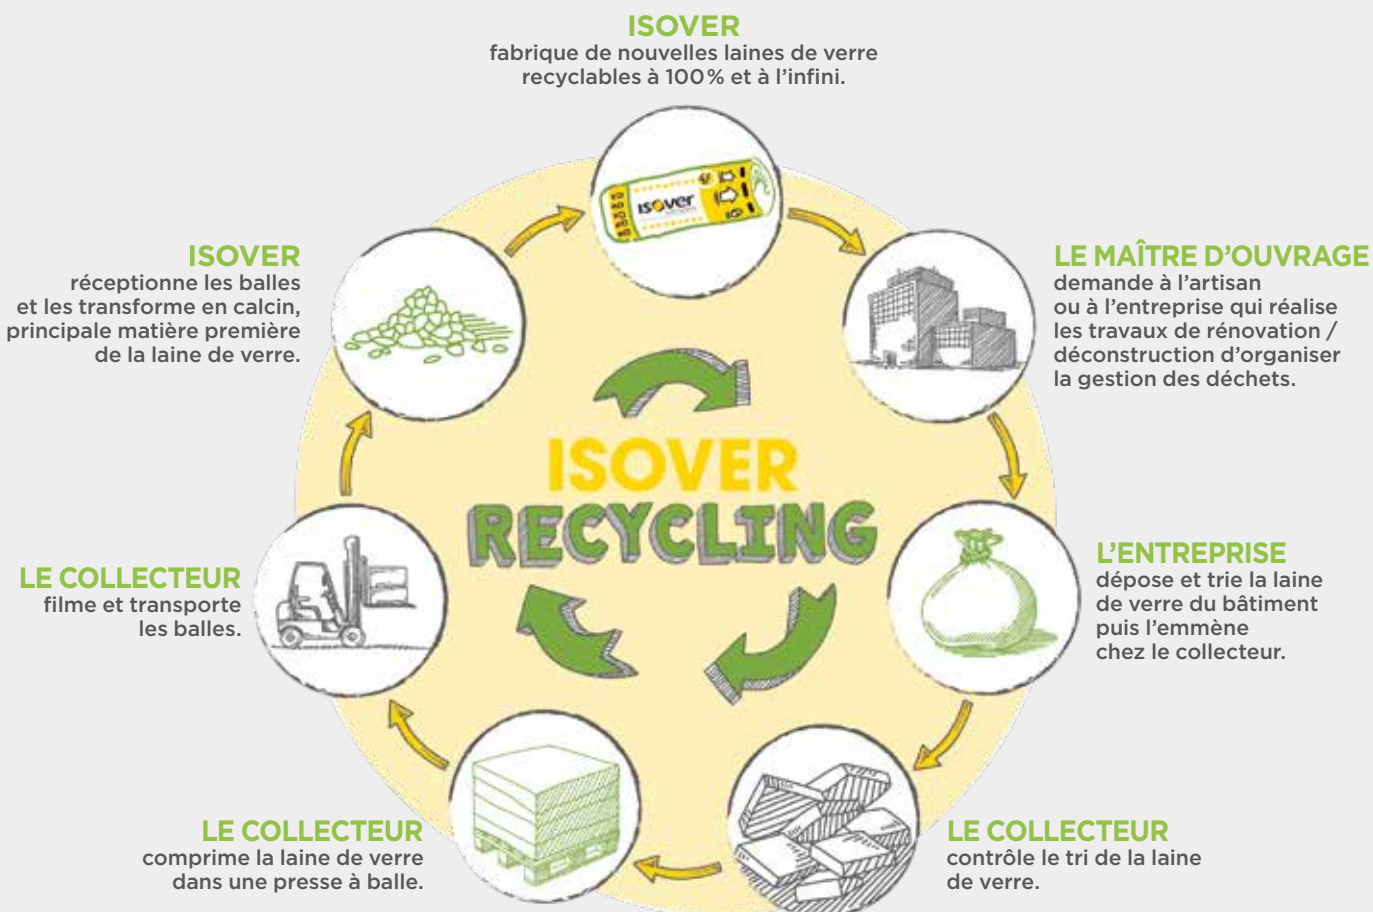 ISOVER
fabrique de nouvelles laines de verre
recyclables à 100% et à l’infini.
isover
LE MAÎTRE D’OUVRAGE
demande à l’artisan
ou à l’entreprise qui réalise
les travaux de rénovation /
déconstruction d’organiser
la gestion des déchets.
L’ENTREPRISE
dépose et trie la laine
de verre du bâtiment
puis l’emmène
chez le collecteur.
LE COLLECTEUR
contrôle le tri de la laine
de verre.
LE COLLECTEUR
comprime la laine de verre
dans une presse à balle.
LE COLLECTEUR
filme et transporte
les balles.
ISOVER
réceptionne les balles
et les transforme en calcin,
principale matière première
de la laine de verre.
ISOVER
RECYCLING